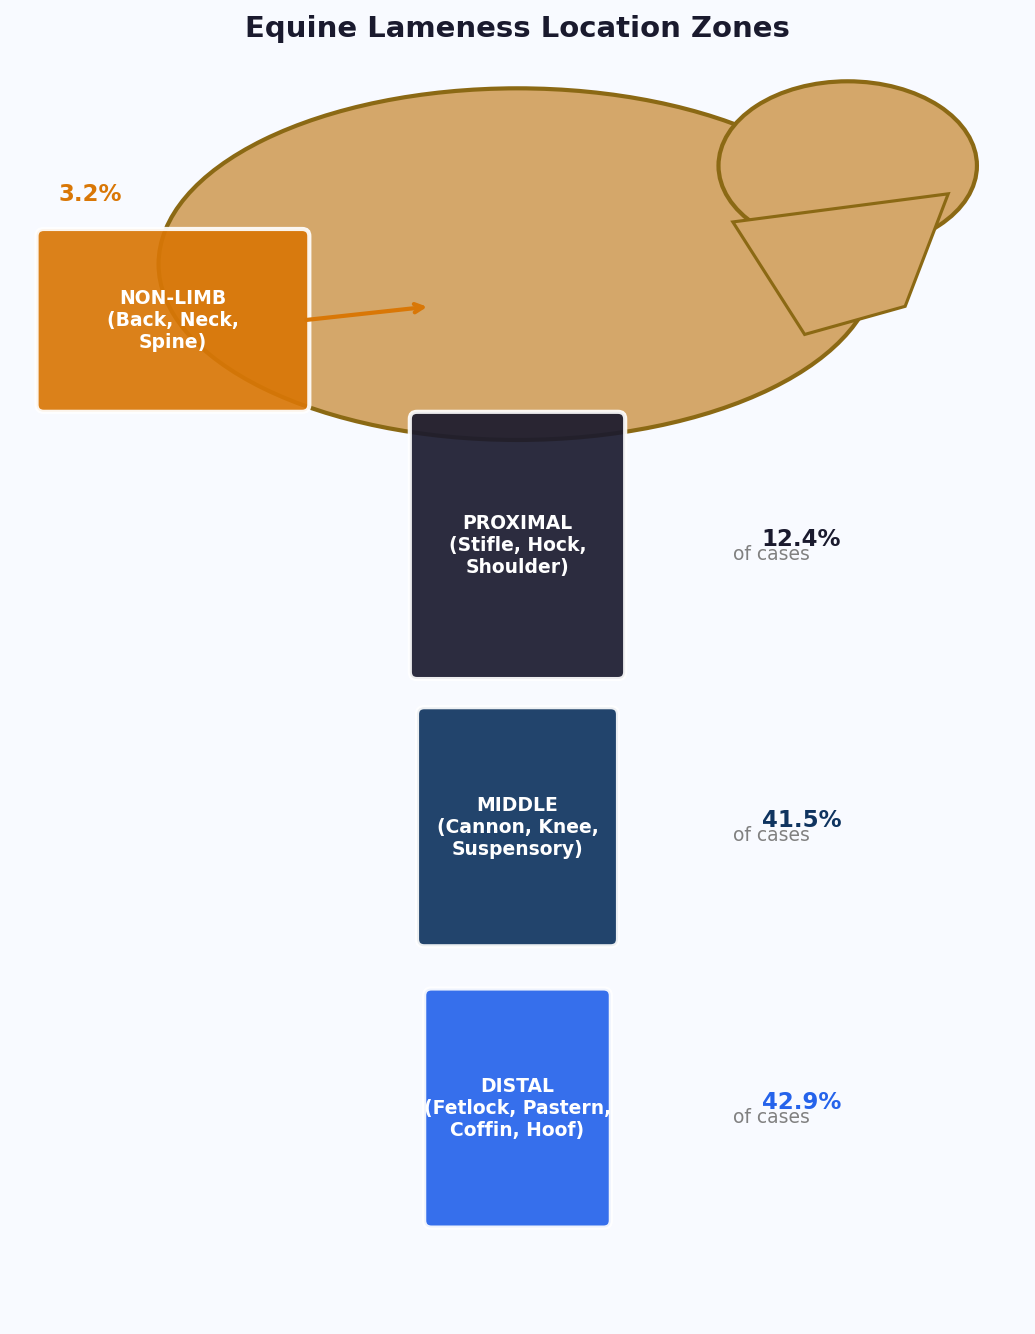 Equine Lameness Location Zones
3.2%
NON-LIMB
(Back, Neck,
Spine)
PROXIMAL
(Stifle, Hock,
Shoulder)
12.4%
of cases
MIDDLE
(Cannon, Knee,
Suspensory)
41.5%
of cases
DISTAL
(Fetlock, Pastern,
Coffin, Hoof)
42.9%
of cases